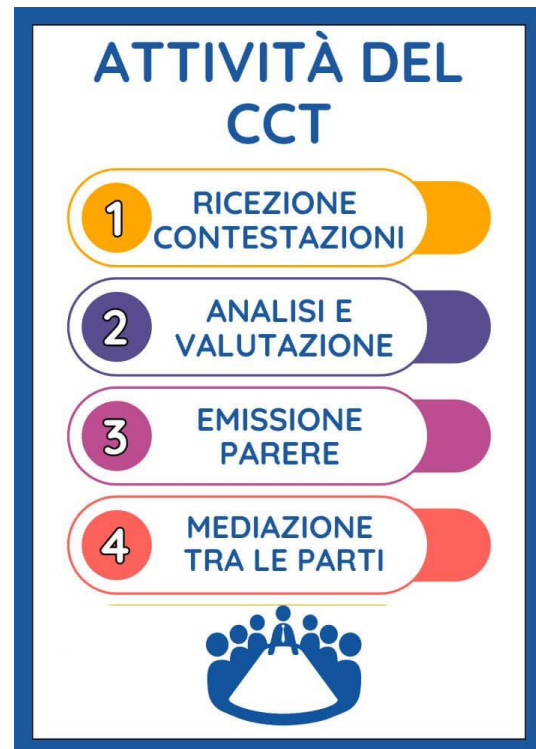 ATTIVITÀ DEL
CCT
1
RICEZIONE
CONTESTAZIONI
2
ANALISI E
VALUTAZIONE
3
EMISSIONE
PARERE
4
MEDIAZIONE
TRA LE PARTI